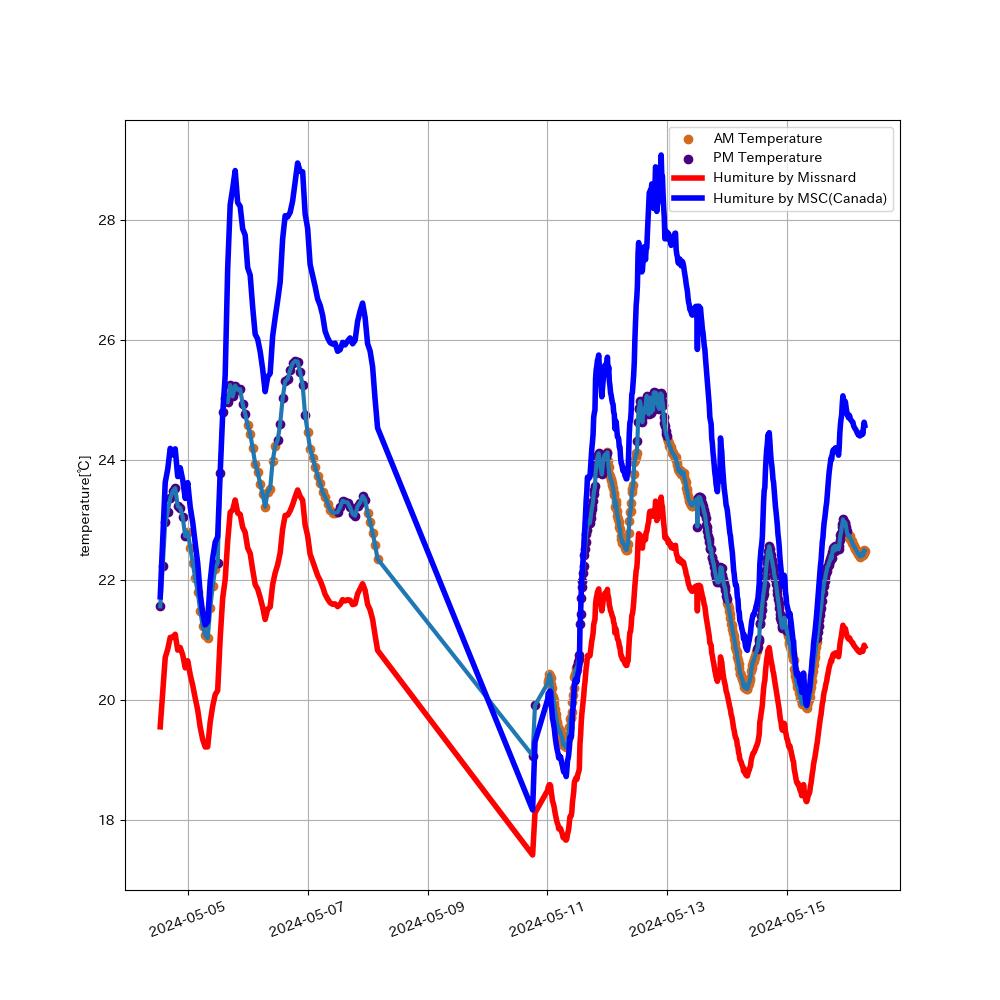 AM Temperature
PM Temperature
Humiture by Missnard
Humiture by MSC(Canada)
28
26
24
22
20
18
temperature[℃]
2024-05-05
2024-05-07
2024-05-09
2024-05-11
2024-05-13
2024-05-15